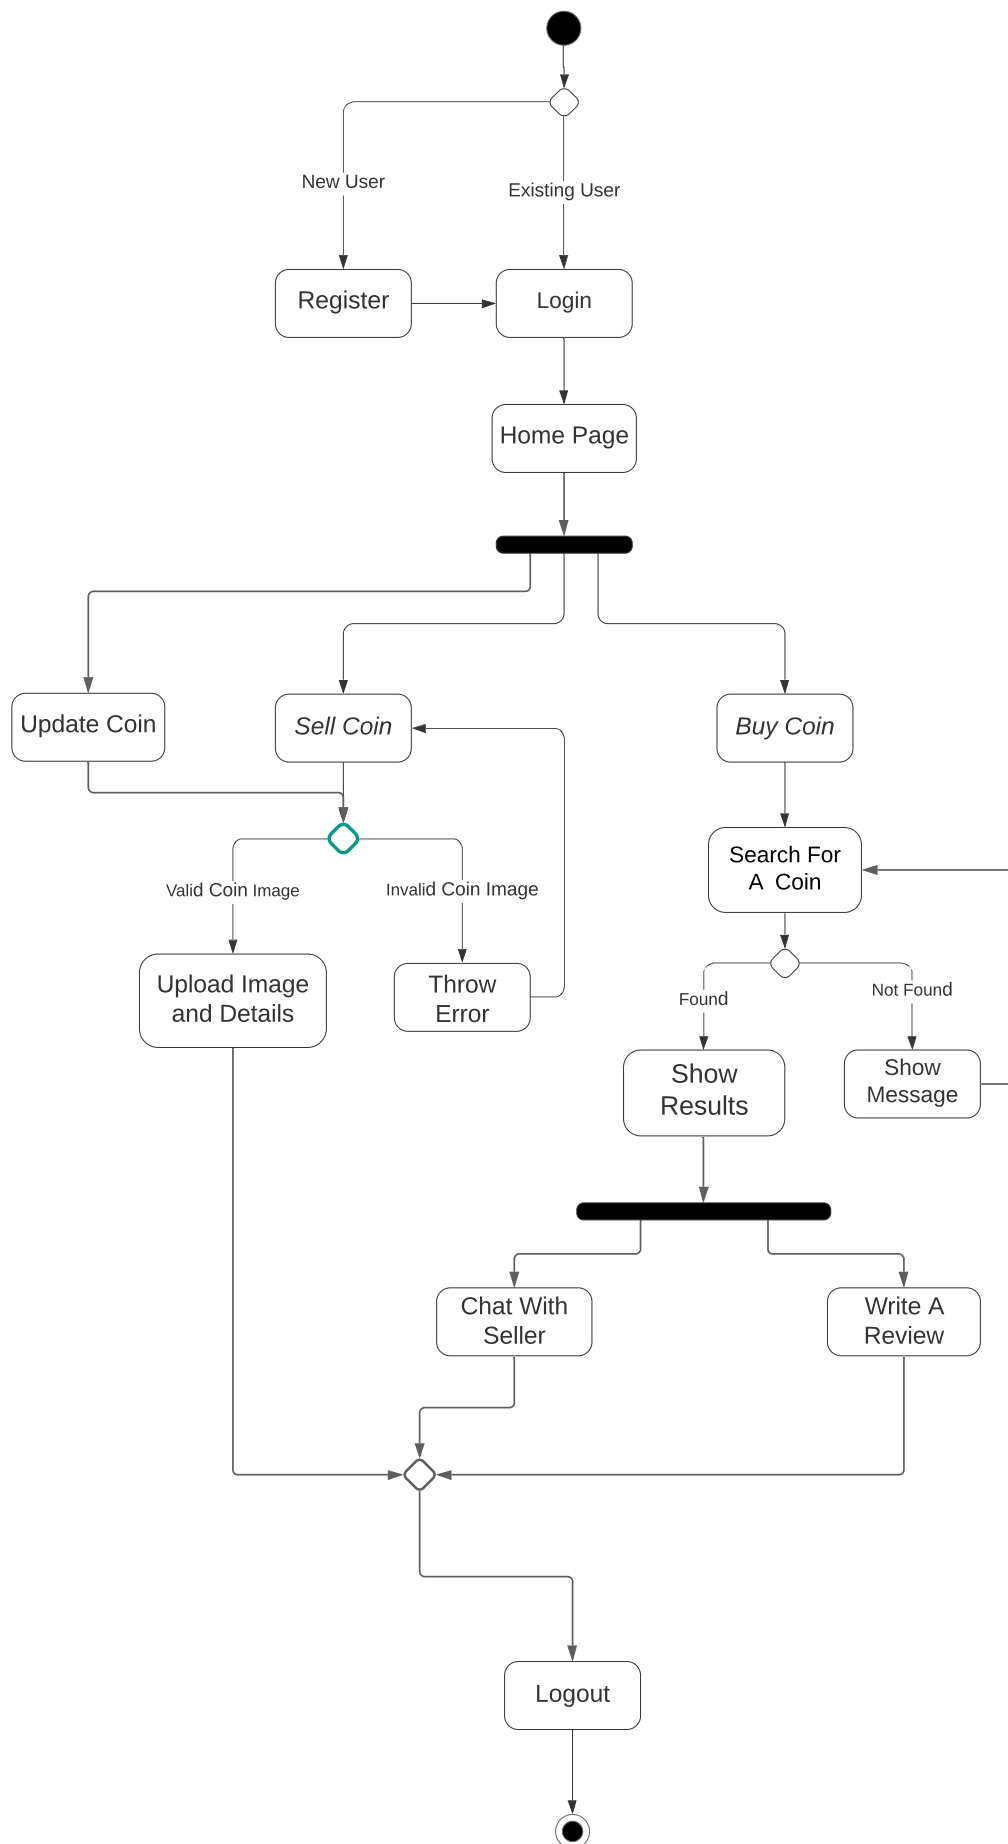 New User
Existing User
Register
Login
Home Page
Update Coin
Sell Coin
Buy Coin
Search For
A Coin
Valid Coin Image
Invalid Coin Image
Upload Image
and Details
Throw
Error
Found
Not Found
Show
Results
Show
Message
Chat With
Seller
Write A
Review
Logout